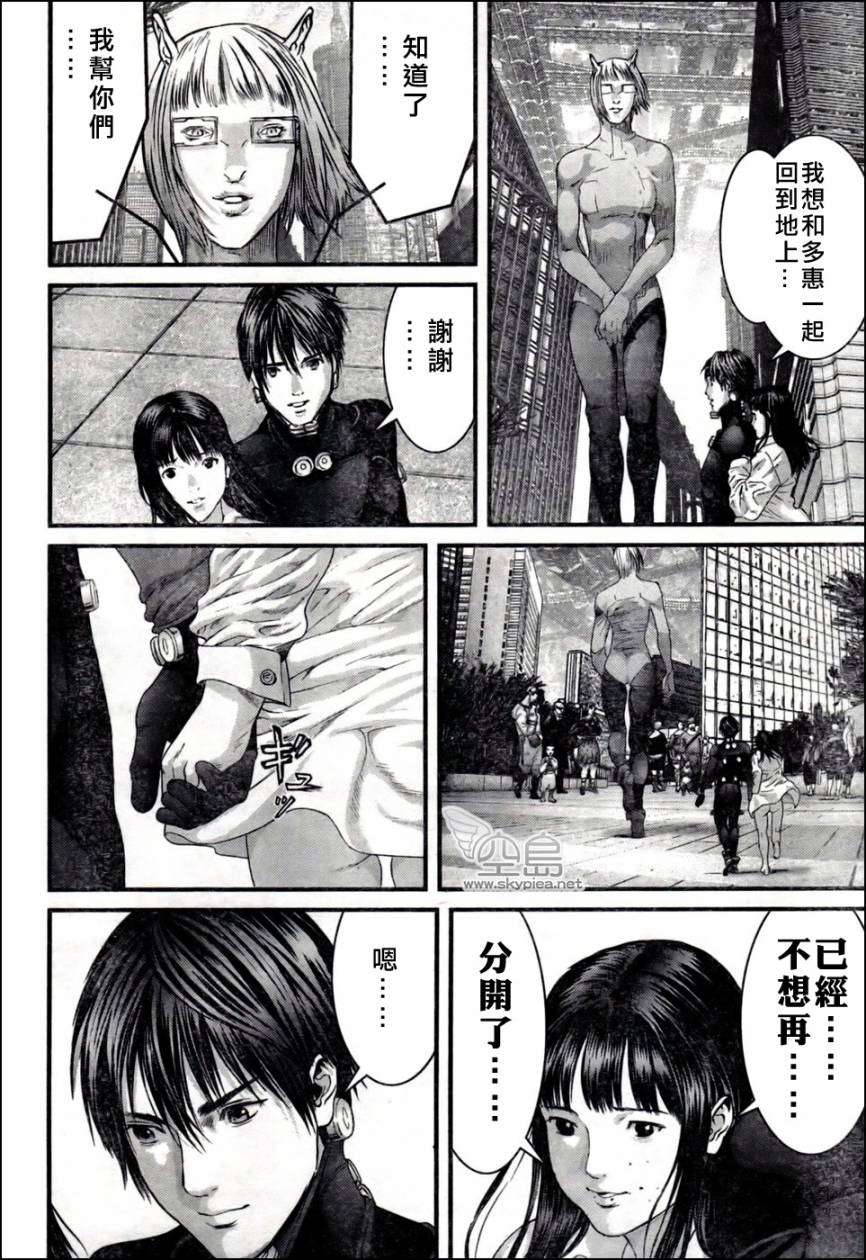 我想和多惠一起
回到地上…
知道了
……
我幫你們
……
謝謝
……
ギュッ
空島
www.skypiea.net
已經……
不想再……
分開了……
嗯……